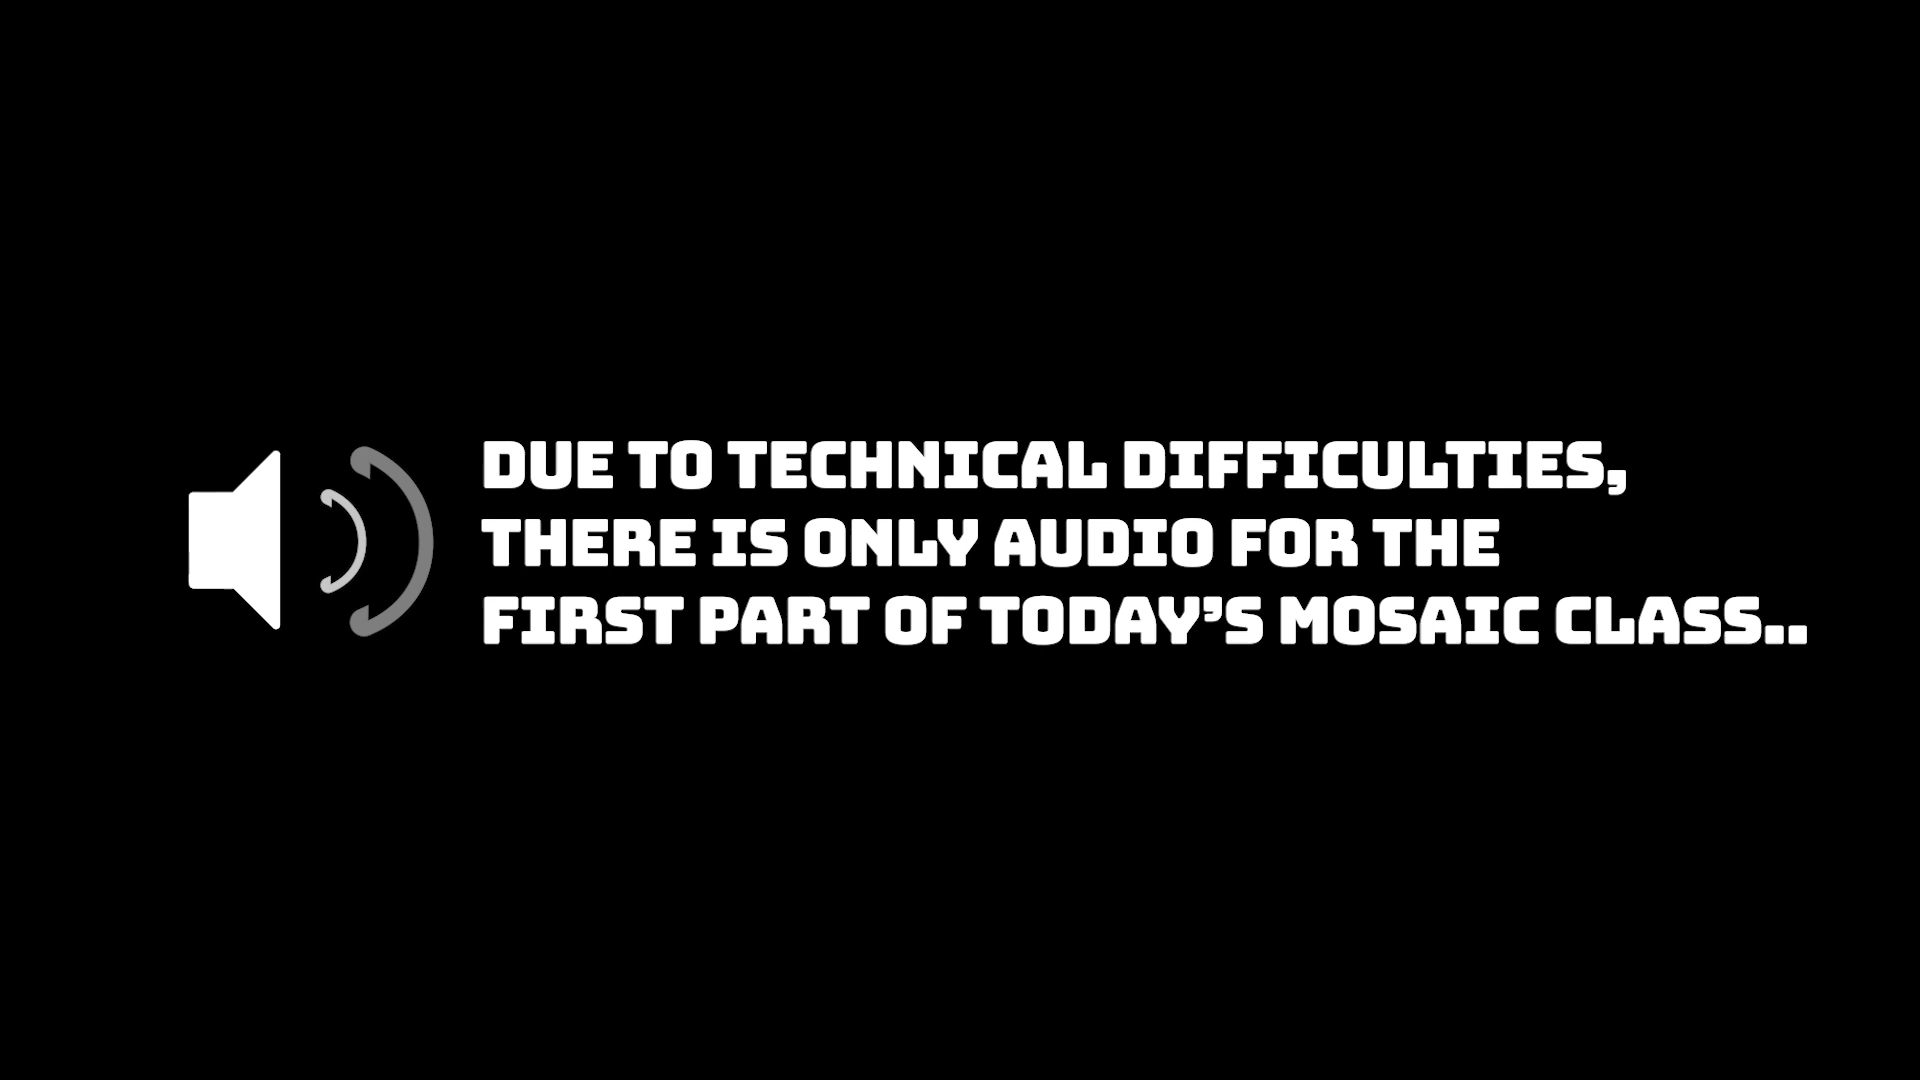 DUE TO TECHNICAL DIFFICULTIES,
THERE IS ONLY AUDIO FOR THE
FIRST PART OF TODAY'S MOSAIC CLASS..